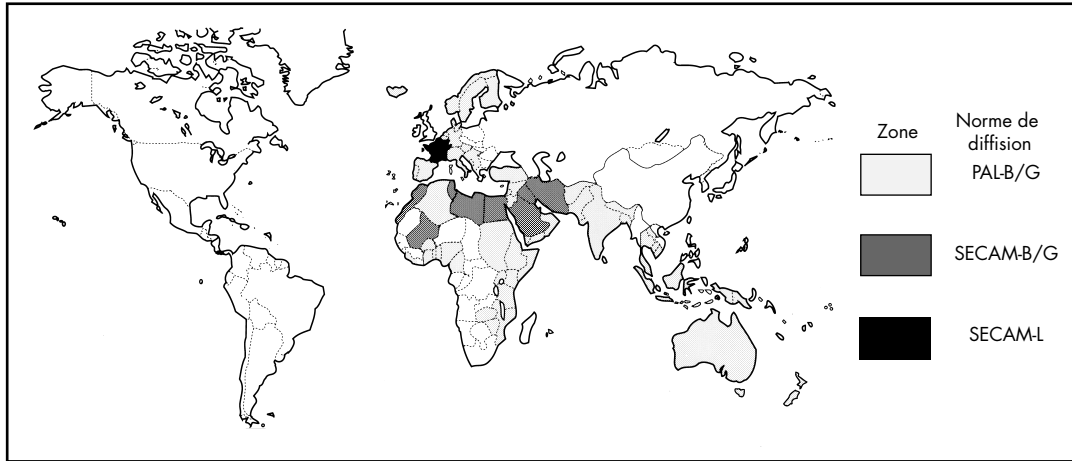 Zone
Norme de
diffision
PAL-B/G
SECAM-B/G
SECAM-L